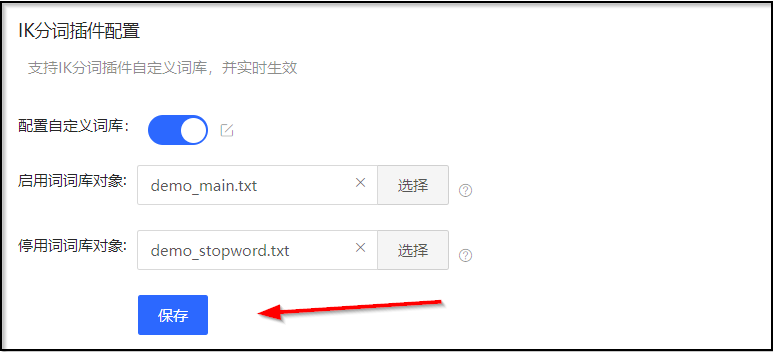 IK分词插件配置
支持IK分词插件自定义词库，并实时生效
配置自定义词库：
启用词词库对象: demo_main.txt × 选择 ?
停用词词库对象: demo_stopword.txt × 选择 ?
保存